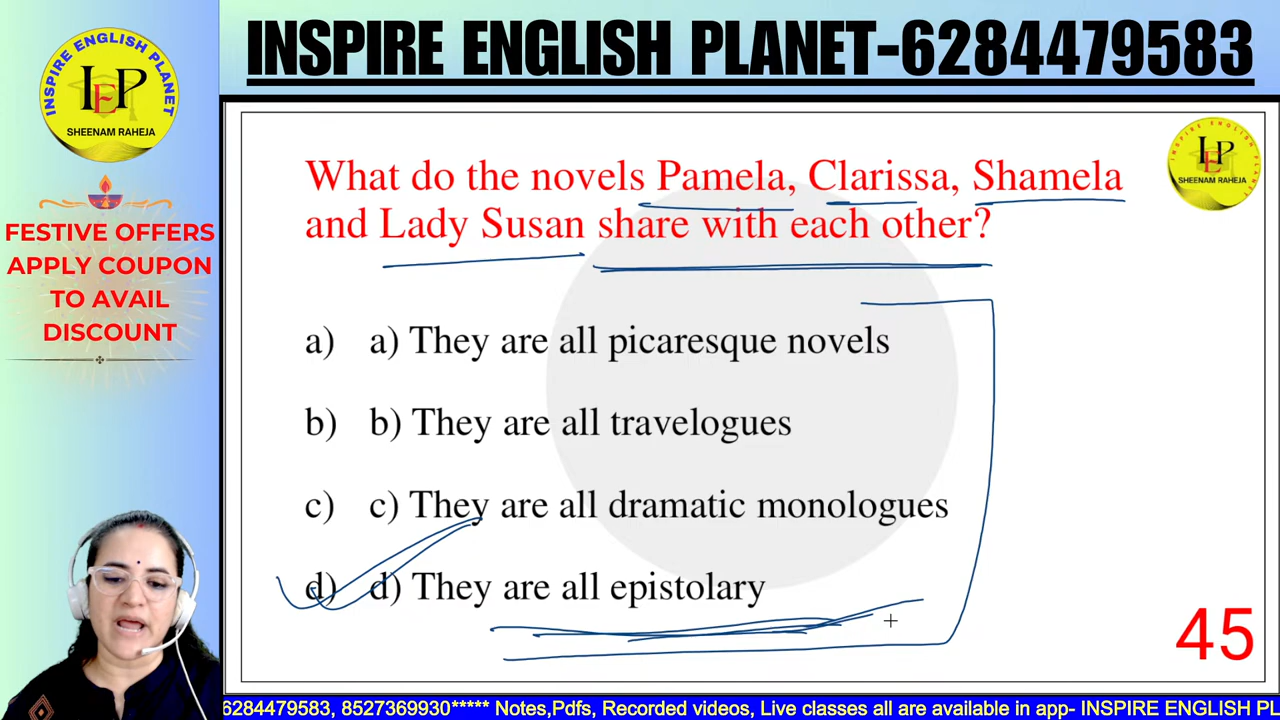 INSPIRE ENGLISH PLANET-6284479583
INSPIRE ENGLISH PLANET
IEP
SHEENAM RAHEJA
FESTIVE OFFERS
APPLY COUPON
TO AVAIL
DISCOUNT
INSPIRE ENGLISH PLANET
IEP
SHEENAM RAHEJA
What do the novels Pamela, Clarissa, Shamela
and Lady Susan share with each other?
a) a) They are all picaresque novels
b) b) They are all travelogues
c) c) They are all dramatic monologues
d) d) They are all epistolary
45
6284479583, 8527369930***** Notes,Pdfs, Recorded videos, Live classes all are available in app- INSPIRE ENGLISH PL